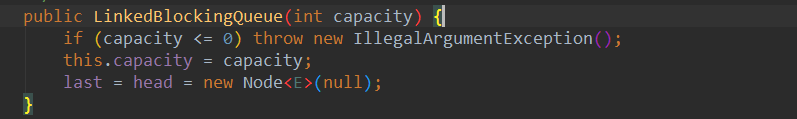 public LinkedBlockingQueue(int capacity) {
if (capacity <= 0) throw new IllegalArgumentException();
this.capacity = capacity;
last = head = new Node<E>(null);
}